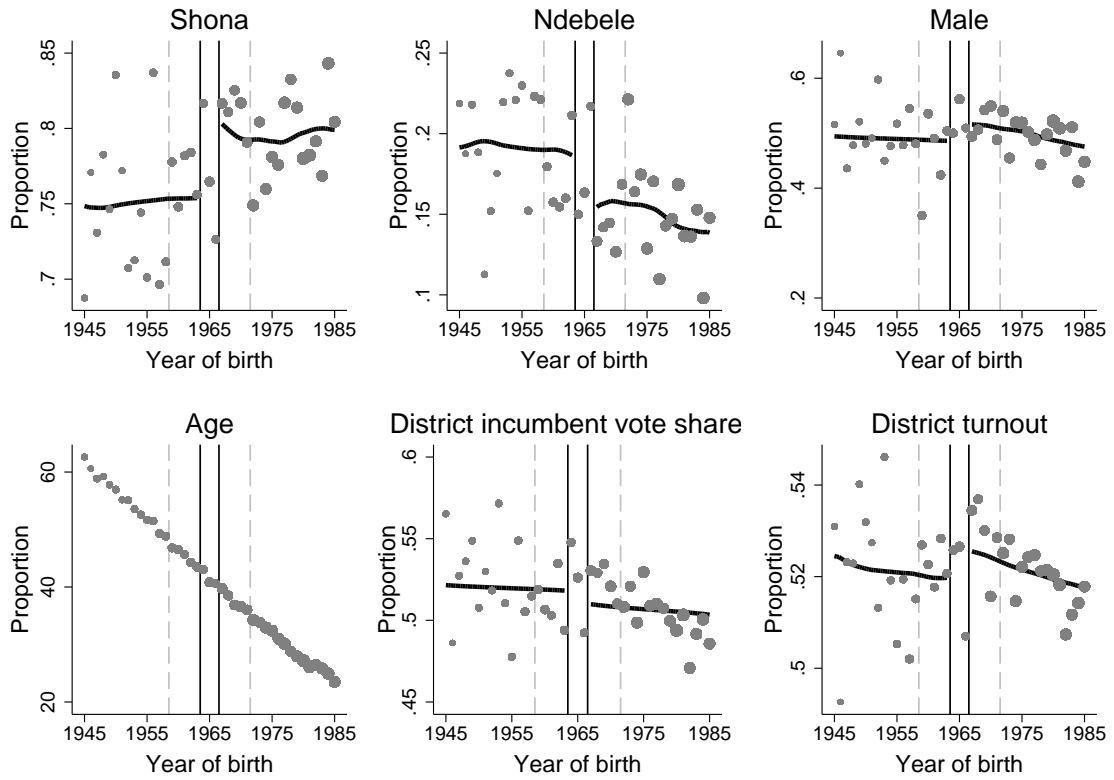 Shona
Proportion
.85
.8
.75
.7
1945 1955 1965 1975 1985
Year of birth
Ndebele
Proportion
.25
.2
.15
.1
1945 1955 1965 1975 1985
Year of birth
Male
Proportion
.6
.4
.2
1945 1955 1965 1975 1985
Year of birth
Age
Proportion
60
40
20
1945 1955 1965 1975 1985
Year of birth
District incumbent vote share
Proportion
.6
.55
.5
.45
1945 1955 1965 1975 1985
Year of birth
District turnout
Proportion
.54
.52
.5
1945 1955 1965 1975 1985
Year of birth